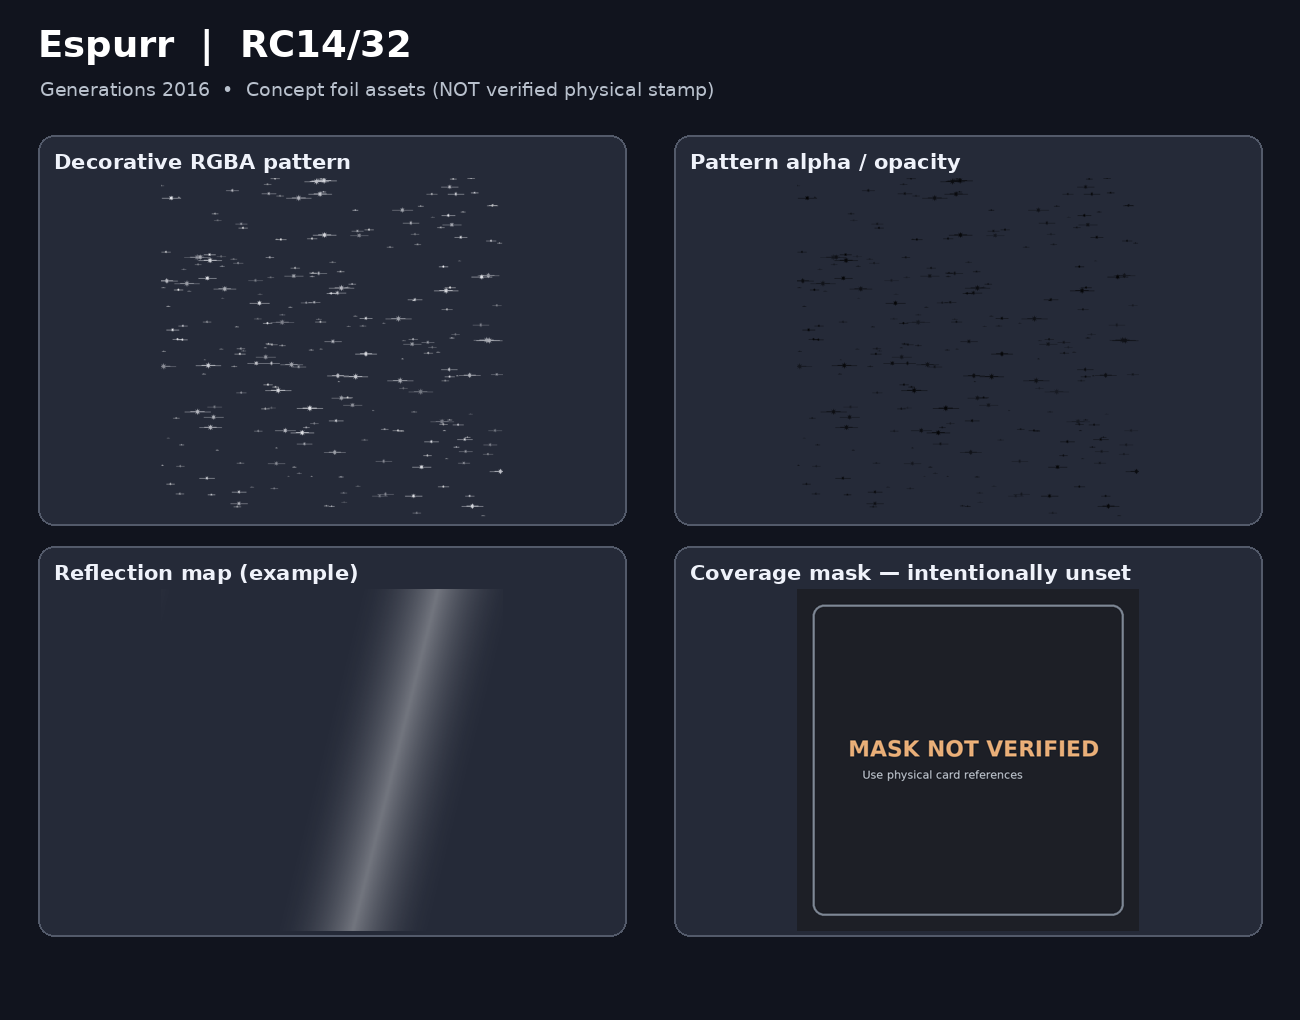 Espurr | RC14/32
Generations 2016 • Concept foil assets (NOT verified physical stamp)
Decorative RGBA pattern
Pattern alpha / opacity
Reflection map (example)
Coverage mask — intentionally unset
MASK NOT VERIFIED
Use physical card references